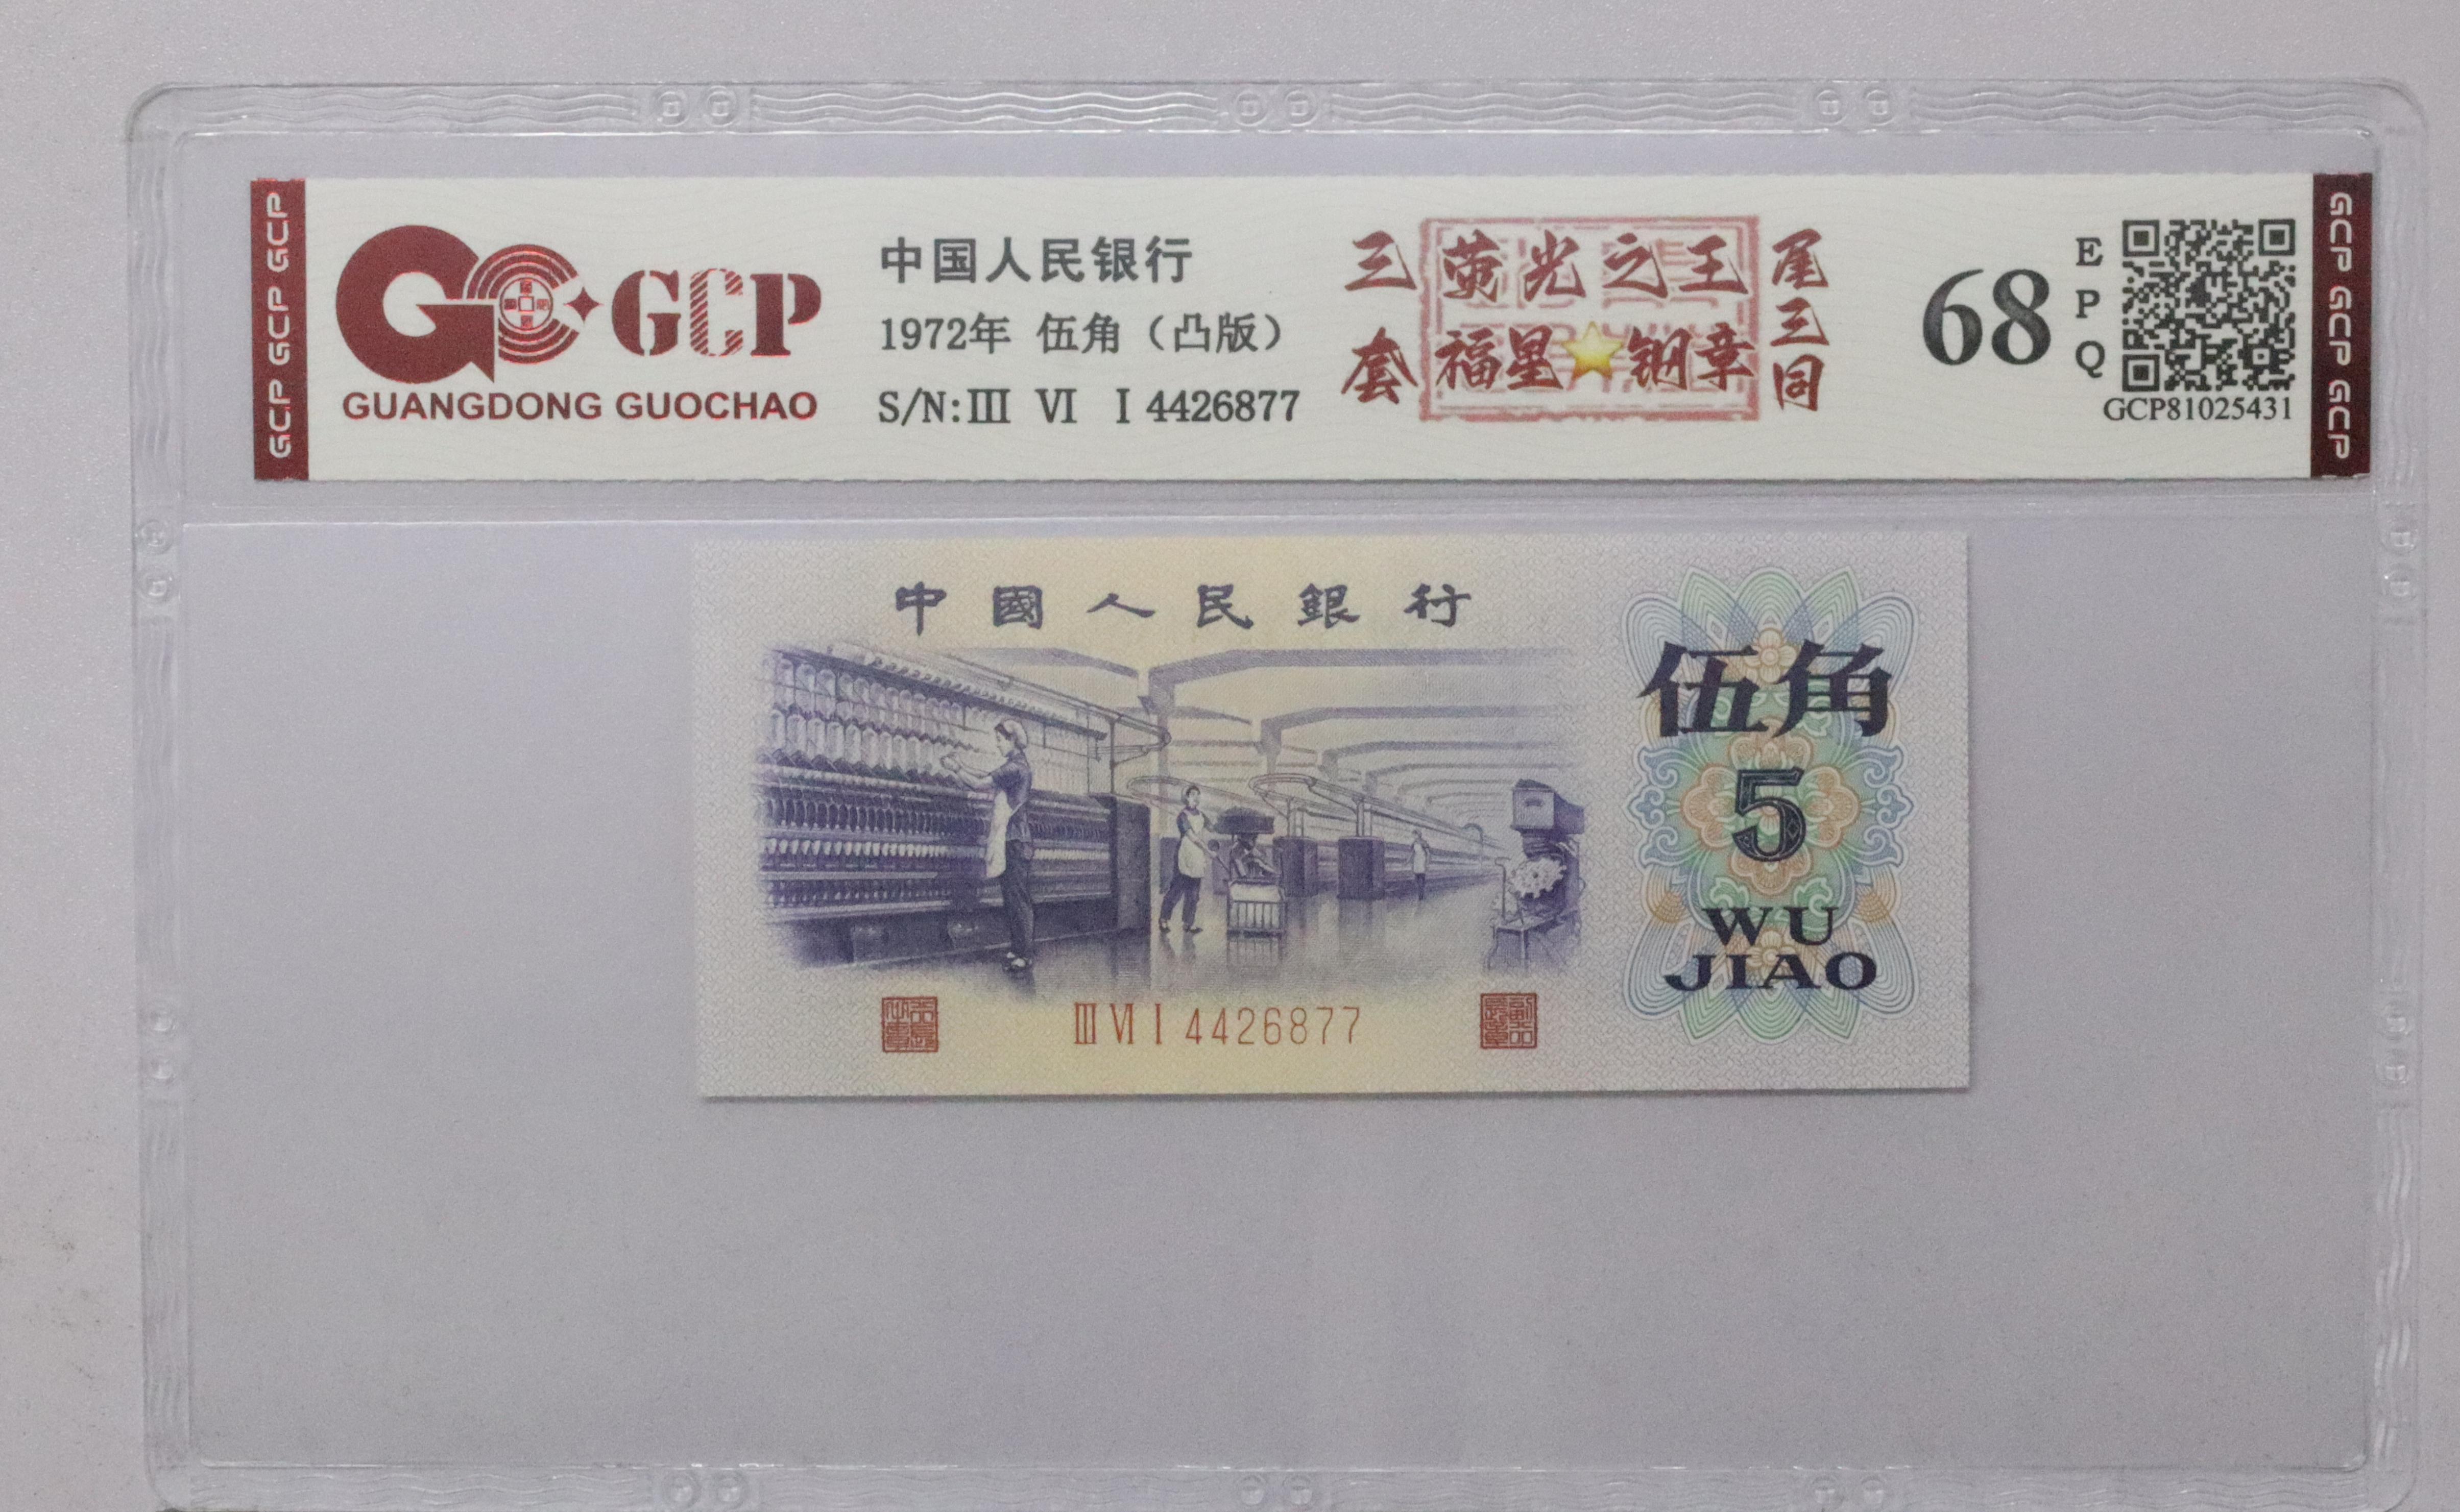 GCP GCP GCP
GCP
GUANGDONG GUOCHAO
中国人民银行
1972年 伍角（凸版）
S/N:Ⅲ Ⅵ Ⅰ 4426877
三套
荧光之王
福星⭐钢章
尾三同
68
EPQ
GCP81025431
GCP GCP GCP
中國人民銀行
伍角
5
WU
JIAO
Ⅲ Ⅵ Ⅰ 4426877